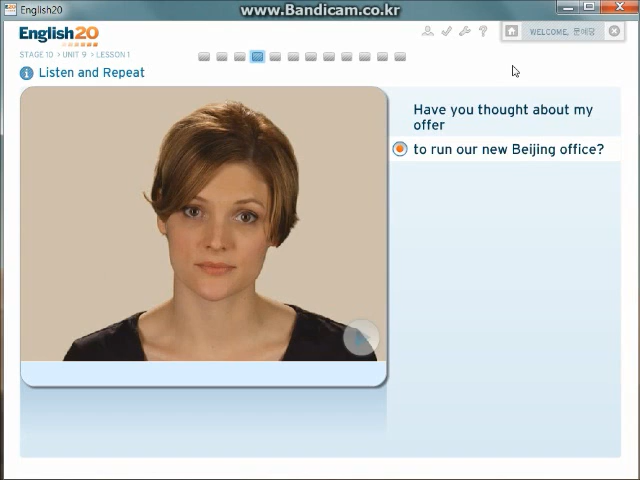 English20
www.Bandicam.co.kr
English20
WELCOME, 문예당
STAGE 10 > UNIT 9 > LESSON 1
Listen and Repeat
Have you thought about my
offer
to run our new Beijing office?